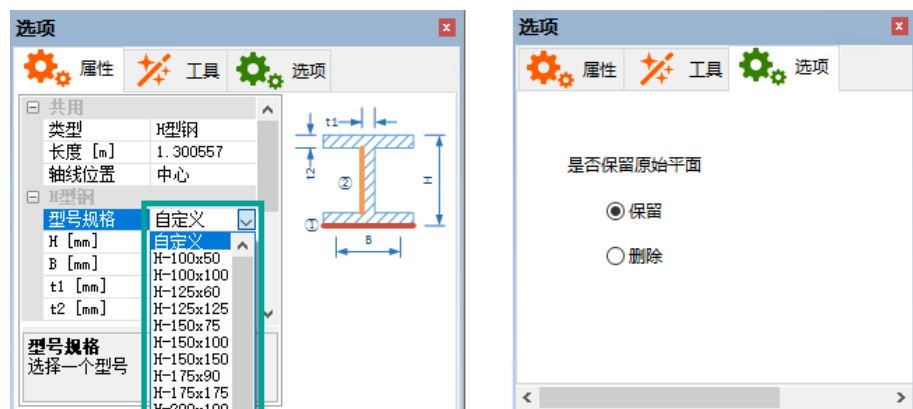 选项
属性 工具 选项
共用
类型 H型钢
长度 [m] 1.300557
轴线位置 中心
H型钢
型号规格 自定义
H [mm]
B [mm]
t1 [mm]
t2 [mm]
自定义
H-100x50
H-100x100
H-125x60
H-125x125
H-150x75
H-150x100
H-150x150
H-175x90
H-175x175
H-200x100
型号规格
选择一个型号
t1
t2
②
H
①
B
选项
属性 工具 选项
是否保留原始平面
保留
删除